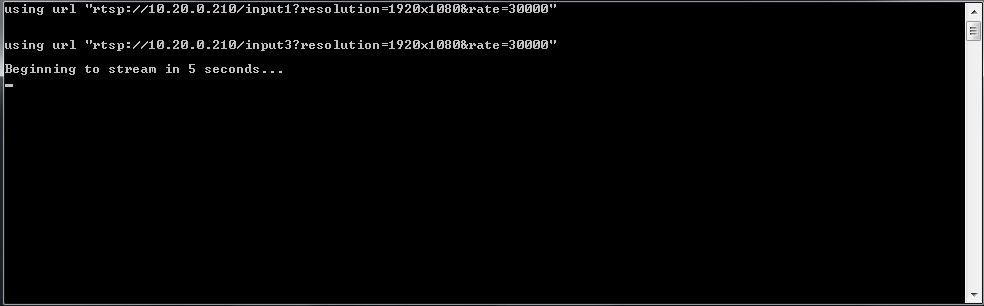 using url "rtsp://10.20.0.210/input1?resolution=1920x1080&rate=30000"
using url "rtsp://10.20.0.210/input3?resolution=1920x1080&rate=30000"
Beginning to stream in 5 seconds...